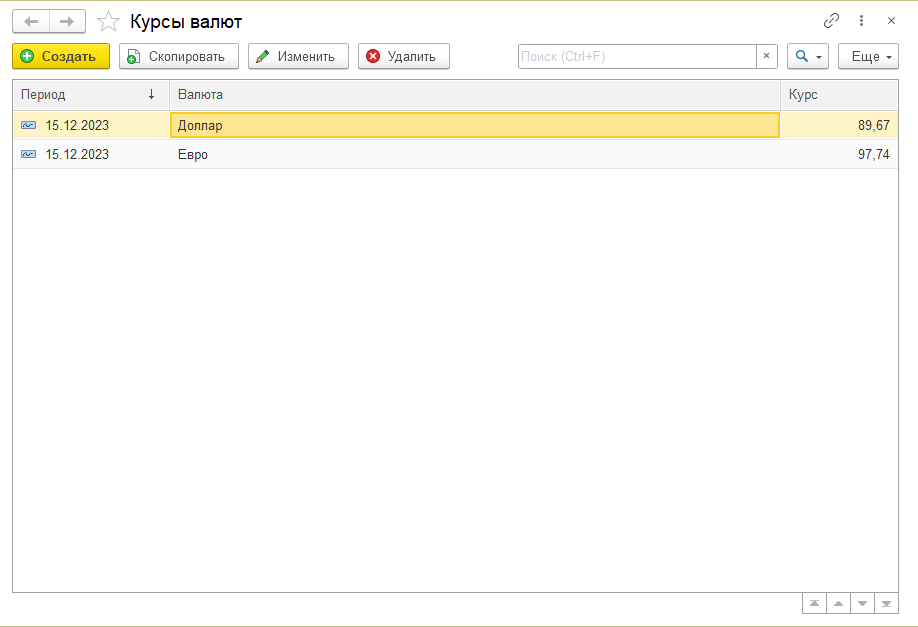 Курсы валют
Создать Скопировать Изменить Удалить Поиск (Ctrl+F) × Еще
Период ↓ Валюта Курс
15.12.2023 Доллар 89,67
15.12.2023 Евро 97,74